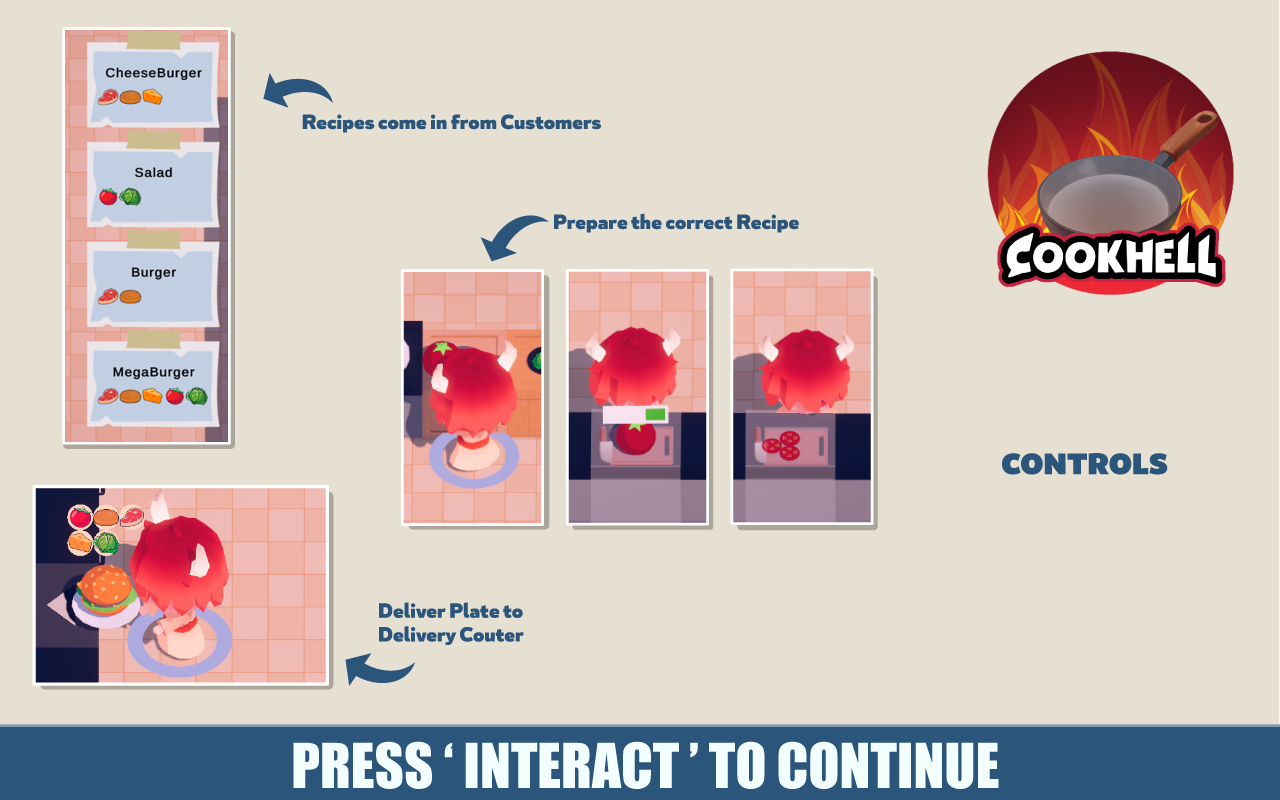 CheeseBurger
Salad
Burger
MegaBurger
Recipes come in from Customers
Prepare the correct Recipe
COOKHELL
CONTROLS
Deliver Plate to
Delivery Couter
PRESS ‘ INTERACT ’ TO CONTINUE